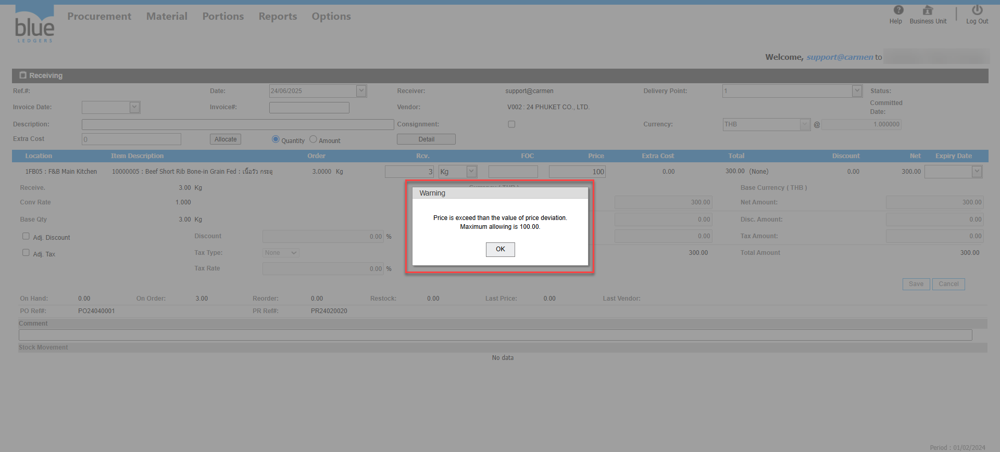 blue
LEDGERS
Procurement Material Portions Reports Options
Help Business Unit Log Out
Welcome, support@carmen to
Receiving
Ref.#: Date: 24/06/2025 Receiver: support@carmen Delivery Point: 1 Status:
Invoice Date: Invoice#: Vendor: V002 : 24 PHUKET CO., LTD. Committed Date:
Description: Consignment: Currency: THB @ 1.000000
Extra Cost 0 Allocate Quantity Amount Detail
Location Item Description Order Rcv. FOC Price Extra Cost Total Discount Net Expiry Date
1FB05 : F&B Main Kitchen 10000005 : Beef Short Rib Bone-in Grain Fed : เนื้อวัว กระดู 3.0000 Kg 3 Kg 100 0.00 300.00 (None) 0.00 300.00
Receive. 3.00 Kg Currency ( THB ) Base Currency ( THB )
Conv Rate 1.000 300.00 Net Amount: 300.00
Base Qty 3.00 Kg 0.00 Disc. Amount: 0.00
Adj. Discount Discount 0.00 % 0.00 Tax Amount: 0.00
Adj. Tax Tax Type: None 300.00 Total Amount 300.00
Tax Rate 0.00 %
Warning
Price is exceed than the value of price deviation.
Maximum allowing is 100.00.
OK
Save Cancel
On Hand: 0.00 On Order: 3.00 Reorder: 0.00 Restock: 0.00 Last Price: 0.00 Last Vendor:
PO Ref#: PO24040001 PR Ref#: PR24020020
Comment
Stock Movement
No data
Period : 01/02/2024